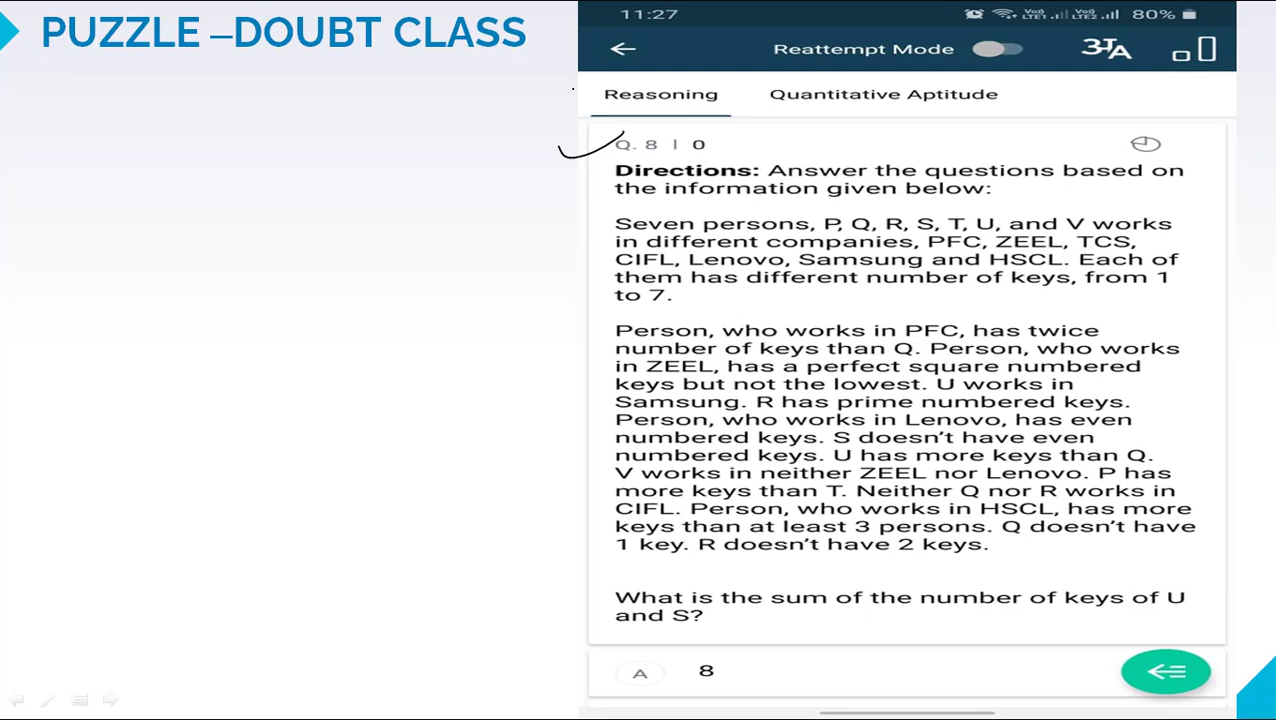 PUZZLE –DOUBT CLASS
11:27
Vo) LTE1 Vo) LTE2 80%
Reattempt Mode
Reasoning Quantitative Aptitude
Q. 8 | 0
Directions: Answer the questions based on
the information given below:
Seven persons, P, Q, R, S, T, U, and V works
in different companies, PFC, ZEEL, TCS,
CIFL, Lenovo, Samsung and HSCL. Each of
them has different number of keys, from 1
to 7.
Person, who works in PFC, has twice
number of keys than Q. Person, who works
in ZEEL, has a perfect square numbered
keys but not the lowest. U works in
Samsung. R has prime numbered keys.
Person, who works in Lenovo, has even
numbered keys. S doesn't have even
numbered keys. U has more keys than Q.
V works in neither ZEEL nor Lenovo. P has
more keys than T. Neither Q nor R works in
CIFL. Person, who works in HSCL, has more
keys than at least 3 persons. Q doesn't have
1 key. R doesn't have 2 keys.
What is the sum of the number of keys of U
and S?
A 8